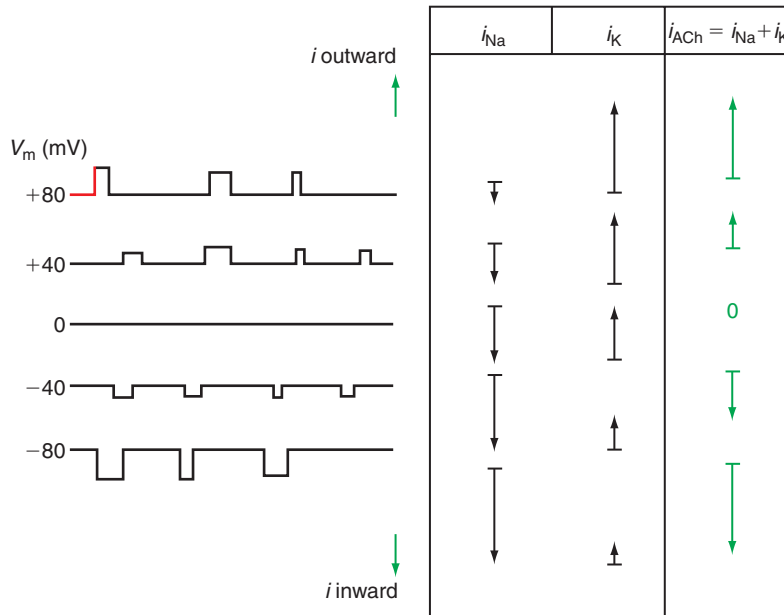 i_Na
i_K
i_ACh = i_Na + i_K
i outward
V_m (mV)
+80
+40
0
0
−40
−80
i inward